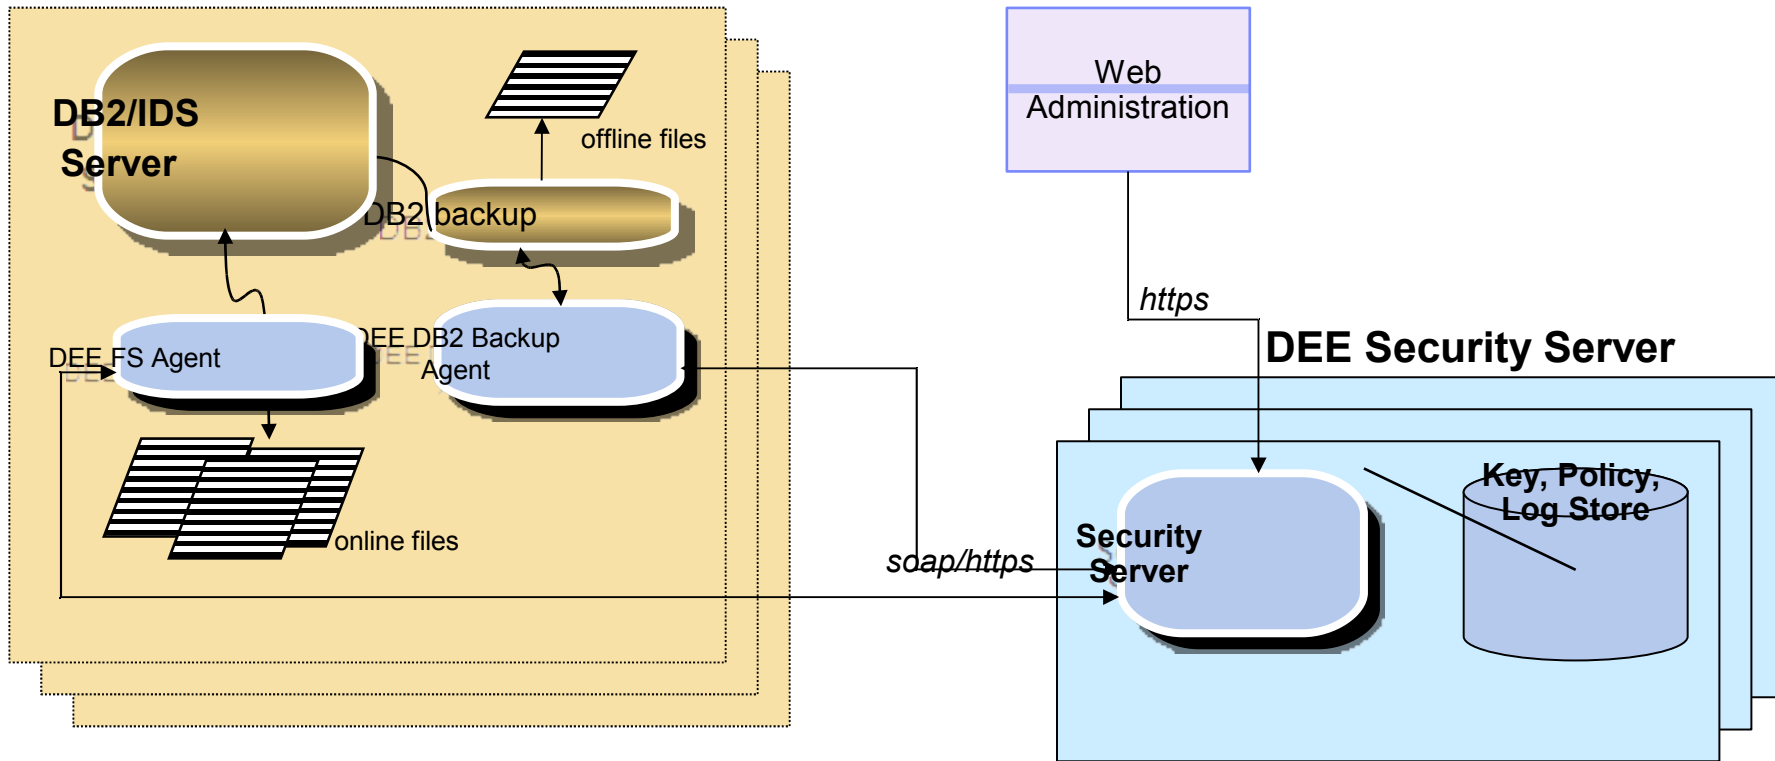 DB2/IDS
Server
offline files
DB2 backup
DEE FS Agent
DEE DB2 Backup
Agent
online files
Web
Administration
https
DEE Security Server
Key, Policy,
Log Store
Security
Server
soap/https